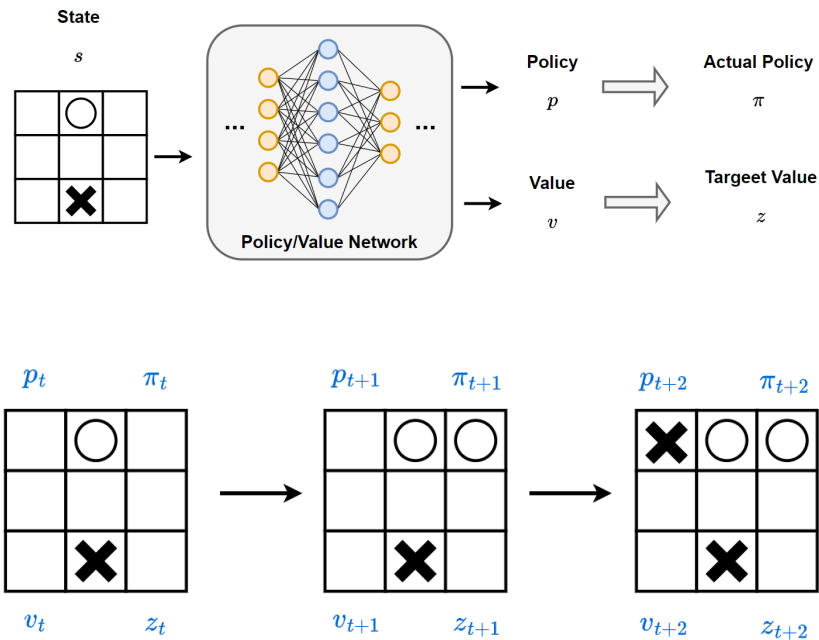 State
s
Policy
p
Actual Policy
π
...
...
Value
v
Targeet Value
z
Policy/Value Network
p_t
π_t
p_{t+1}
π_{t+1}
p_{t+2}
π_{t+2}
v_t
z_t
v_{t+1}
z_{t+1}
v_{t+2}
z_{t+2}